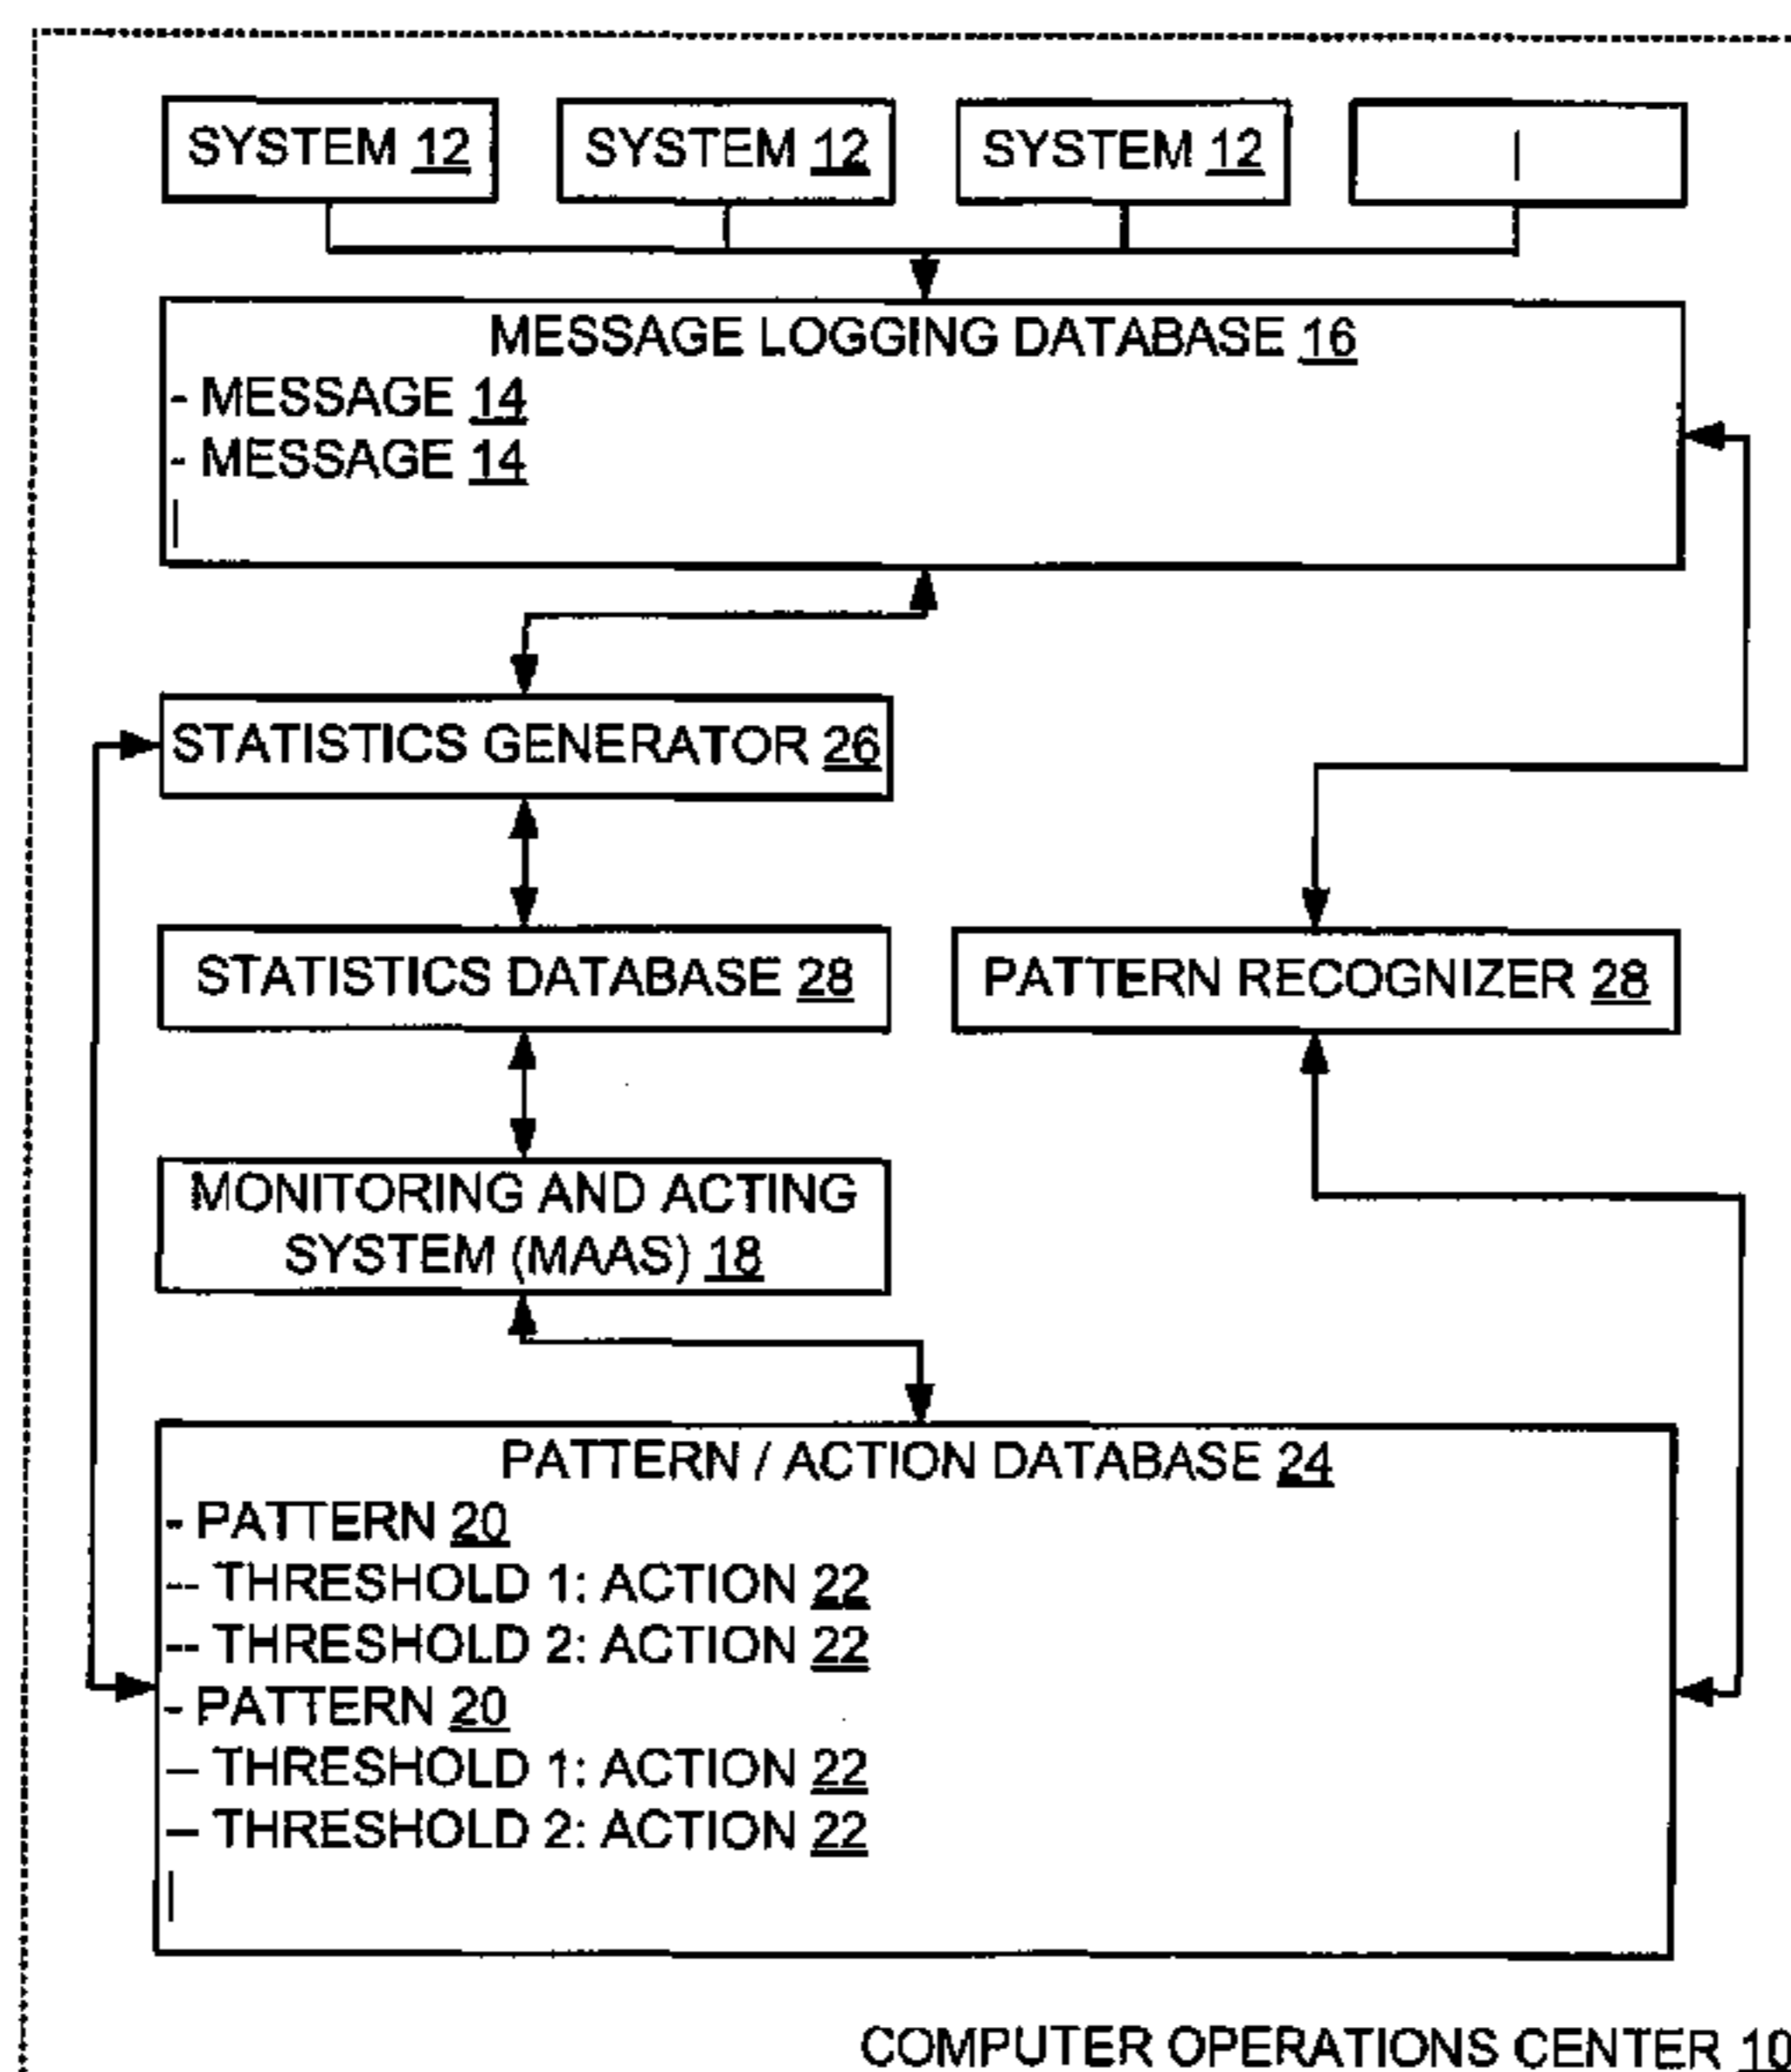 SYSTEM 12
SYSTEM 12
SYSTEM 12
|
MESSAGE LOGGING DATABASE 16
- MESSAGE 14
- MESSAGE 14
|
STATISTICS GENERATOR 26
STATISTICS DATABASE 28
PATTERN RECOGNIZER 28
MONITORING AND ACTING
SYSTEM (MAAS) 18
PATTERN / ACTION DATABASE 24
- PATTERN 20
-- THRESHOLD 1: ACTION 22
-- THRESHOLD 2: ACTION 22
- PATTERN 20
-- THRESHOLD 1: ACTION 22
-- THRESHOLD 2: ACTION 22
|
COMPUTER OPERATIONS CENTER 10